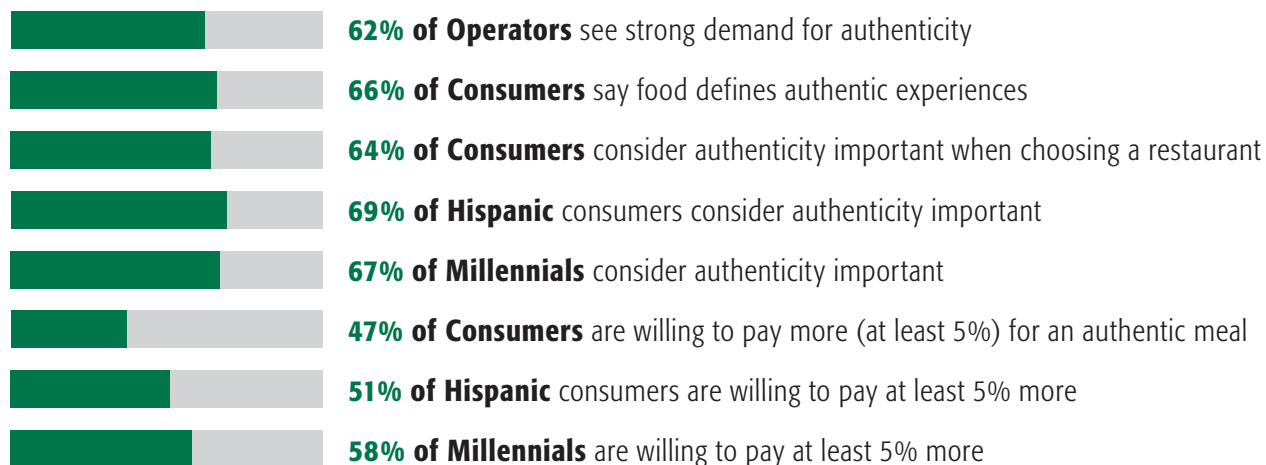 62% of Operators see strong demand for authenticity
66% of Consumers say food defines authentic experiences
64% of Consumers consider authenticity important when choosing a restaurant
69% of Hispanic consumers consider authenticity important
67% of Millennials consider authenticity important
47% of Consumers are willing to pay more (at least 5%) for an authentic meal
51% of Hispanic consumers are willing to pay at least 5% more
58% of Millennials are willing to pay at least 5% more